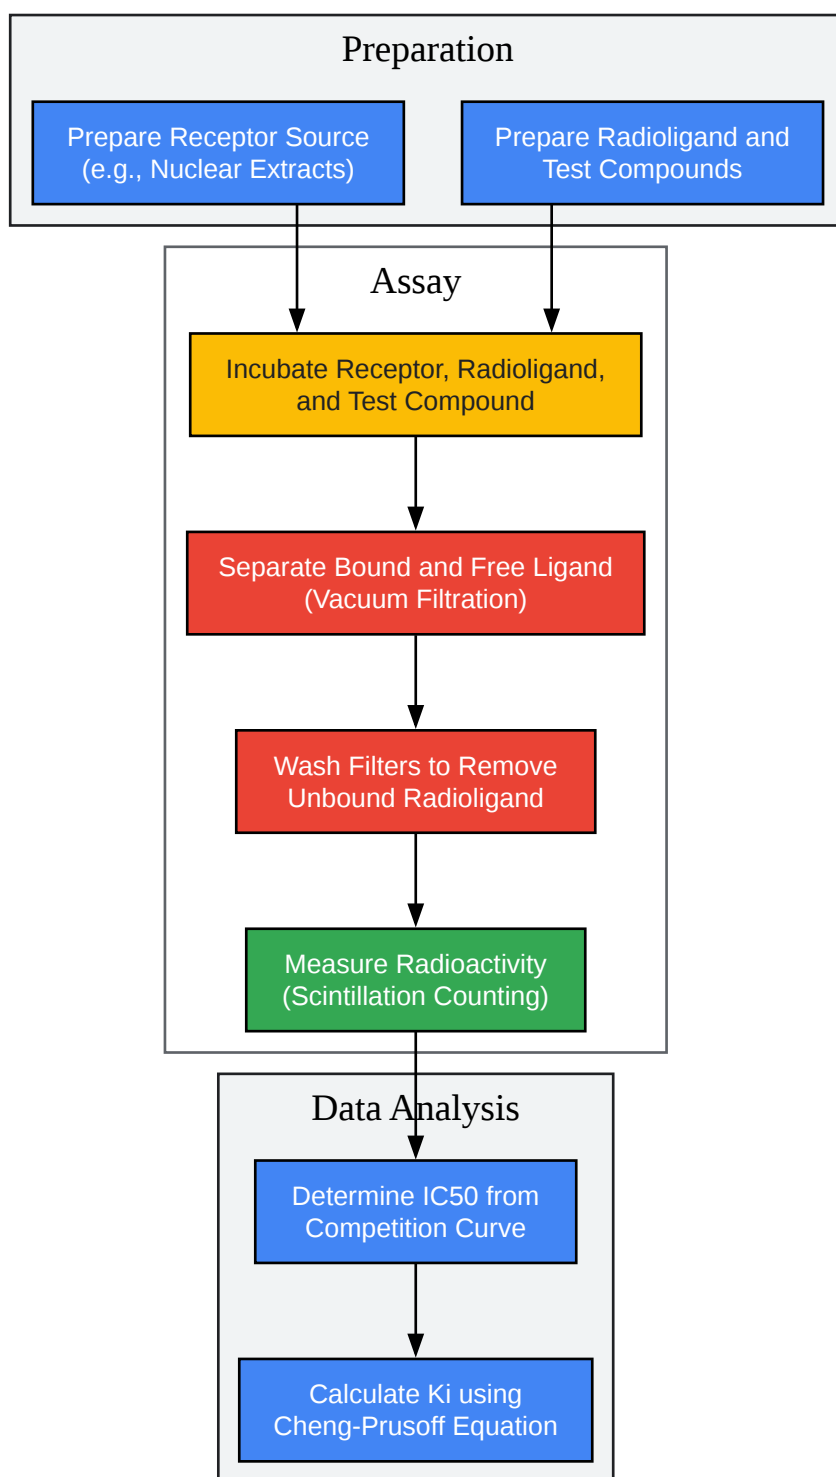 Preparation
Prepare Receptor Source
(e.g., Nuclear Extracts)
Prepare Radioligand and
Test Compounds
Assay
Incubate Receptor, Radioligand,
and Test Compound
Separate Bound and Free Ligand
(Vacuum Filtration)
Wash Filters to Remove
Unbound Radioligand
Measure Radioactivity
(Scintillation Counting)
Data Analysis
Determine IC50 from
Competition Curve
Calculate Ki using
Cheng-Prusoff Equation